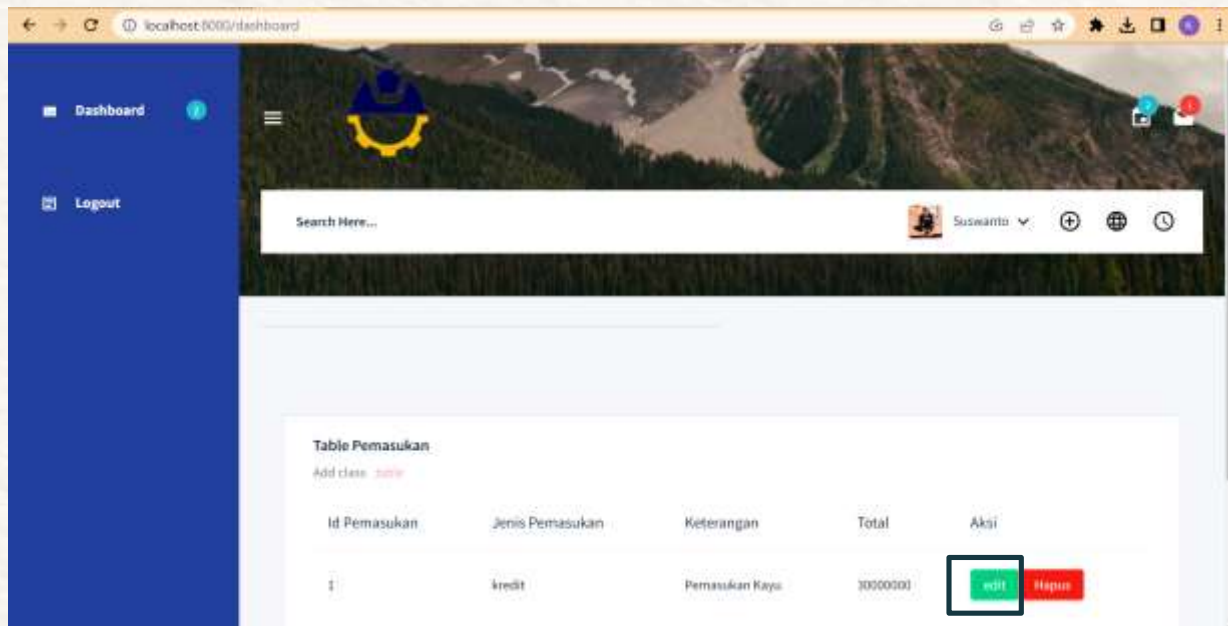 localhost:8000/dashboard
Dashboard
Logout
Search Here...
Suswanto
Table Pemasukan
Add class .table
Id Pemasukan Jenis Pemasukan Keterangan Total Aksi
1 kredit Pemasukan Kayu 30000000 edit Hapus